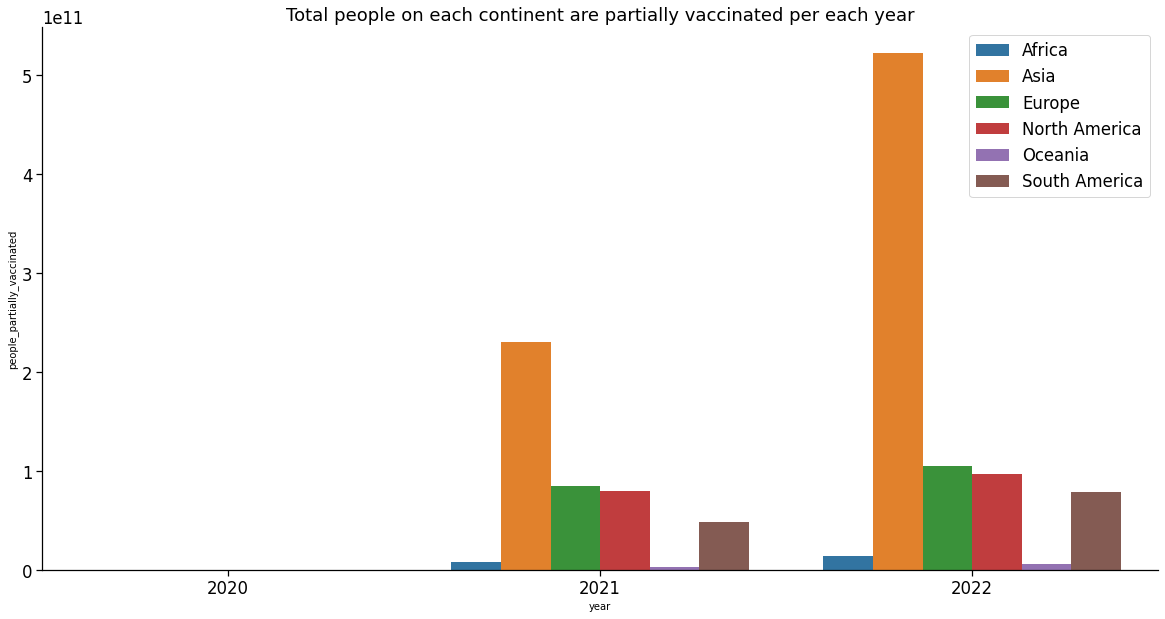 Total people on each continent are partially vaccinated per each year
1e11
5
4
3
2
1
0
people_partially_vaccinated
2020
2021
2022
year
Africa
Asia
Europe
North America
Oceania
South America